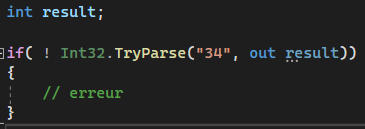 int result;
if( ! Int32.TryParse("34", out result))
{
// erreur
}